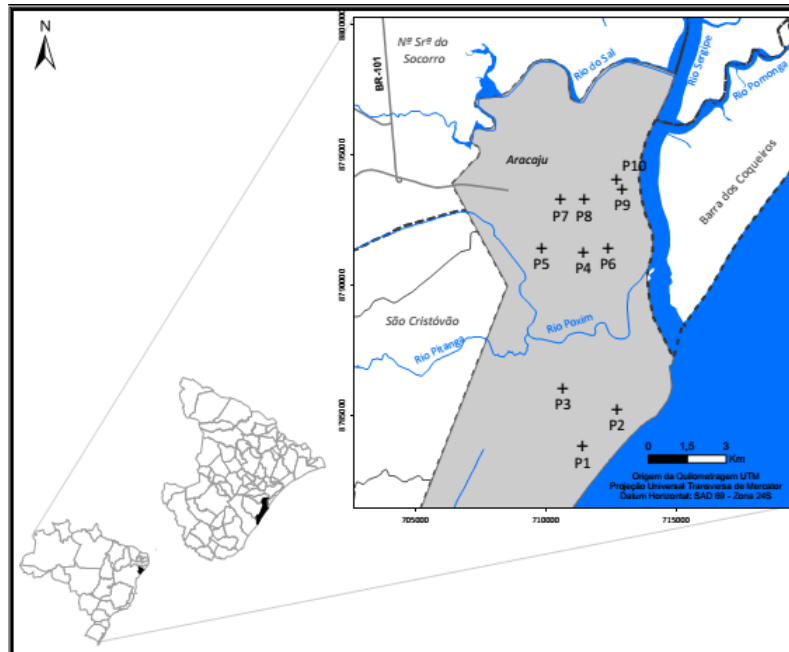 N
Nª Srª do
Socorro
BR-101
Rio do Sal
Rio Sergipe
Rio Pomonga
Aracaju
Barra dos Coqueiros
P10
P9
P7
P8
P5
P4
P6
São Cristóvão
Rio Poxim
Rio Pitanga
P3
P2
P1
0 1,5 3
Km
Origem da Quilometragem UTM
Projeção Universal Transversa de Mercator
Datum Horizontal: SAD 69 - Zona 24S
8800000
8795000
8790000
8785000
705000 710000 715000